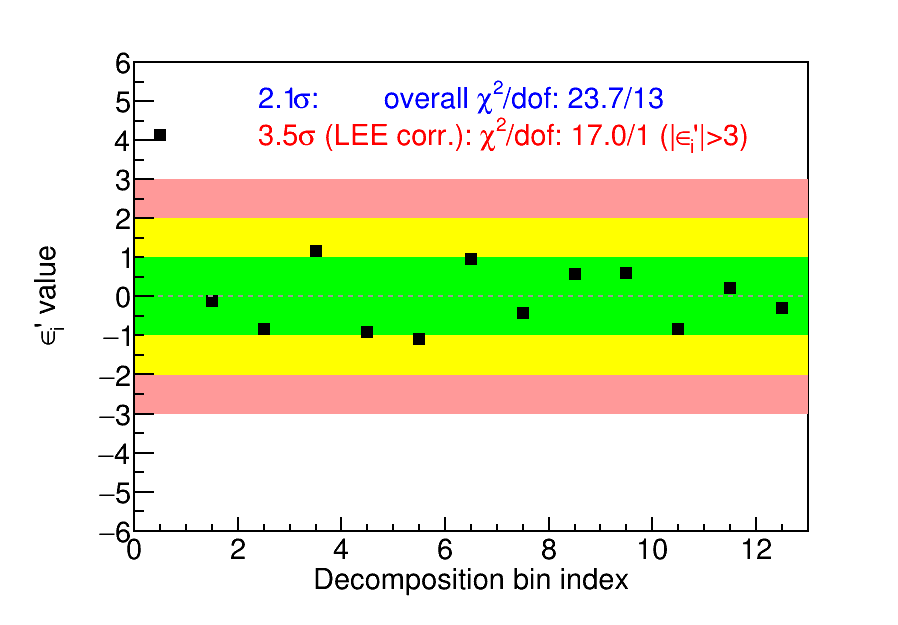 2.1σ: overall χ²/dof: 23.7/13
3.5σ (LEE corr.): χ²/dof: 17.0/1 (|ϵᵢ'|>3)
6
5
4
3
2
1
0
−1
−2
−3
−4
−5
−6
ϵᵢ' value
0 2 4 6 8 10 12
Decomposition bin index